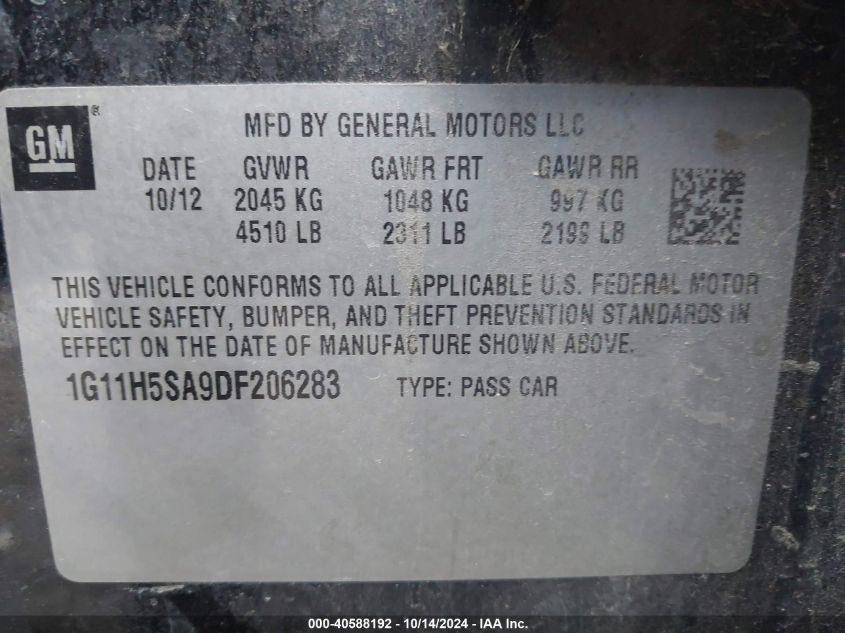 GM ®
MFD BY GENERAL MOTORS LLC
DATE GVWR GAWR FRT GAWR RR
10/12 2045 KG 1048 KG 997 KG
4510 LB 2311 LB 2199 LB
THIS VEHICLE CONFORMS TO ALL APPLICABLE U.S. FEDERAL MOTOR
VEHICLE SAFETY, BUMPER, AND THEFT PREVENTION STANDARDS IN
EFFECT ON THE DATE OF MANUFACTURE SHOWN ABOVE.
1G11H5SA9DF206283 TYPE: PASS CAR
000-40588192 - 10/14/2024 - IAA Inc.